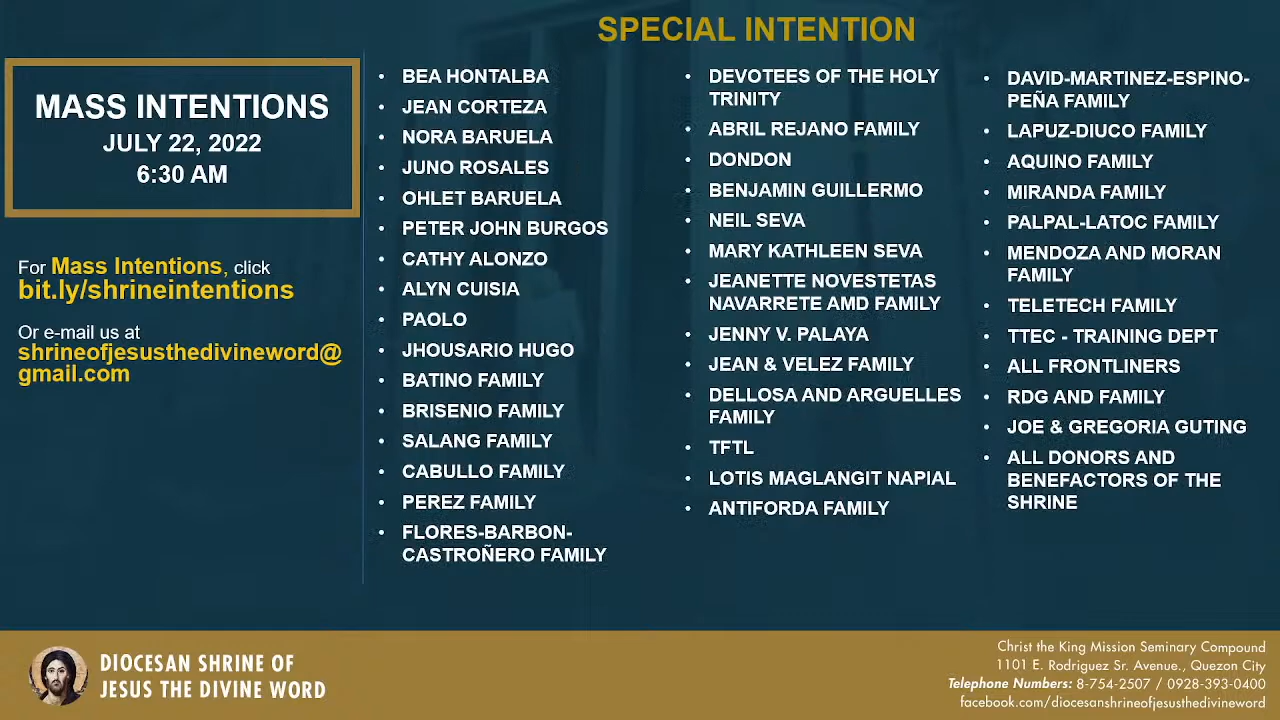 SPECIAL INTENTION
MASS INTENTIONS
JULY 22, 2022
6:30 AM
For Mass Intentions, click
bit.ly/shrineintentions
Or e-mail us at
shrineofjesusthedivineword@
gmail.com
• BEA HONTALBA
• JEAN CORTEZA
• NORA BARUELA
• JUNO ROSALES
• OHLET BARUELA
• PETER JOHN BURGOS
• CATHY ALONZO
• ALYN CUISIA
• PAOLO
• JHOUSARIO HUGO
• BATINO FAMILY
• BRISENIO FAMILY
• SALANG FAMILY
• CABULLO FAMILY
• PEREZ FAMILY
• FLORES-BARBON-
CASTROÑERO FAMILY
• DEVOTEES OF THE HOLY
TRINITY
• ABRIL REJANO FAMILY
• DONDON
• BENJAMIN GUILLERMO
• NEIL SEVA
• MARY KATHLEEN SEVA
• JEANETTE NOVESTETAS
NAVARRETE AMD FAMILY
• JENNY V. PALAYA
• JEAN & VELEZ FAMILY
• DELLOSA AND ARGUELLES
FAMILY
• TFTL
• LOTIS MAGLANGIT NAPIAL
• ANTIFORDA FAMILY
• DAVID-MARTINEZ-ESPINO-
PEÑA FAMILY
• LAPUZ-DIUCO FAMILY
• AQUINO FAMILY
• MIRANDA FAMILY
• PALPAL-LATOC FAMILY
• MENDOZA AND MORAN
FAMILY
• TELETECH FAMILY
• TTEC - TRAINING DEPT
• ALL FRONTLINERS
• RDG AND FAMILY
• JOE & GREGORIA GUTING
• ALL DONORS AND
BENEFACTORS OF THE
SHRINE
DIOCESAN SHRINE OF
JESUS THE DIVINE WORD
Christ the King Mission Seminary Compound
1101 E. Rodriguez Sr. Avenue., Quezon City
Telephone Numbers: 8-754-2507 / 0928-393-0400
facebook.com/diocesanshrineofjesusthedivineword